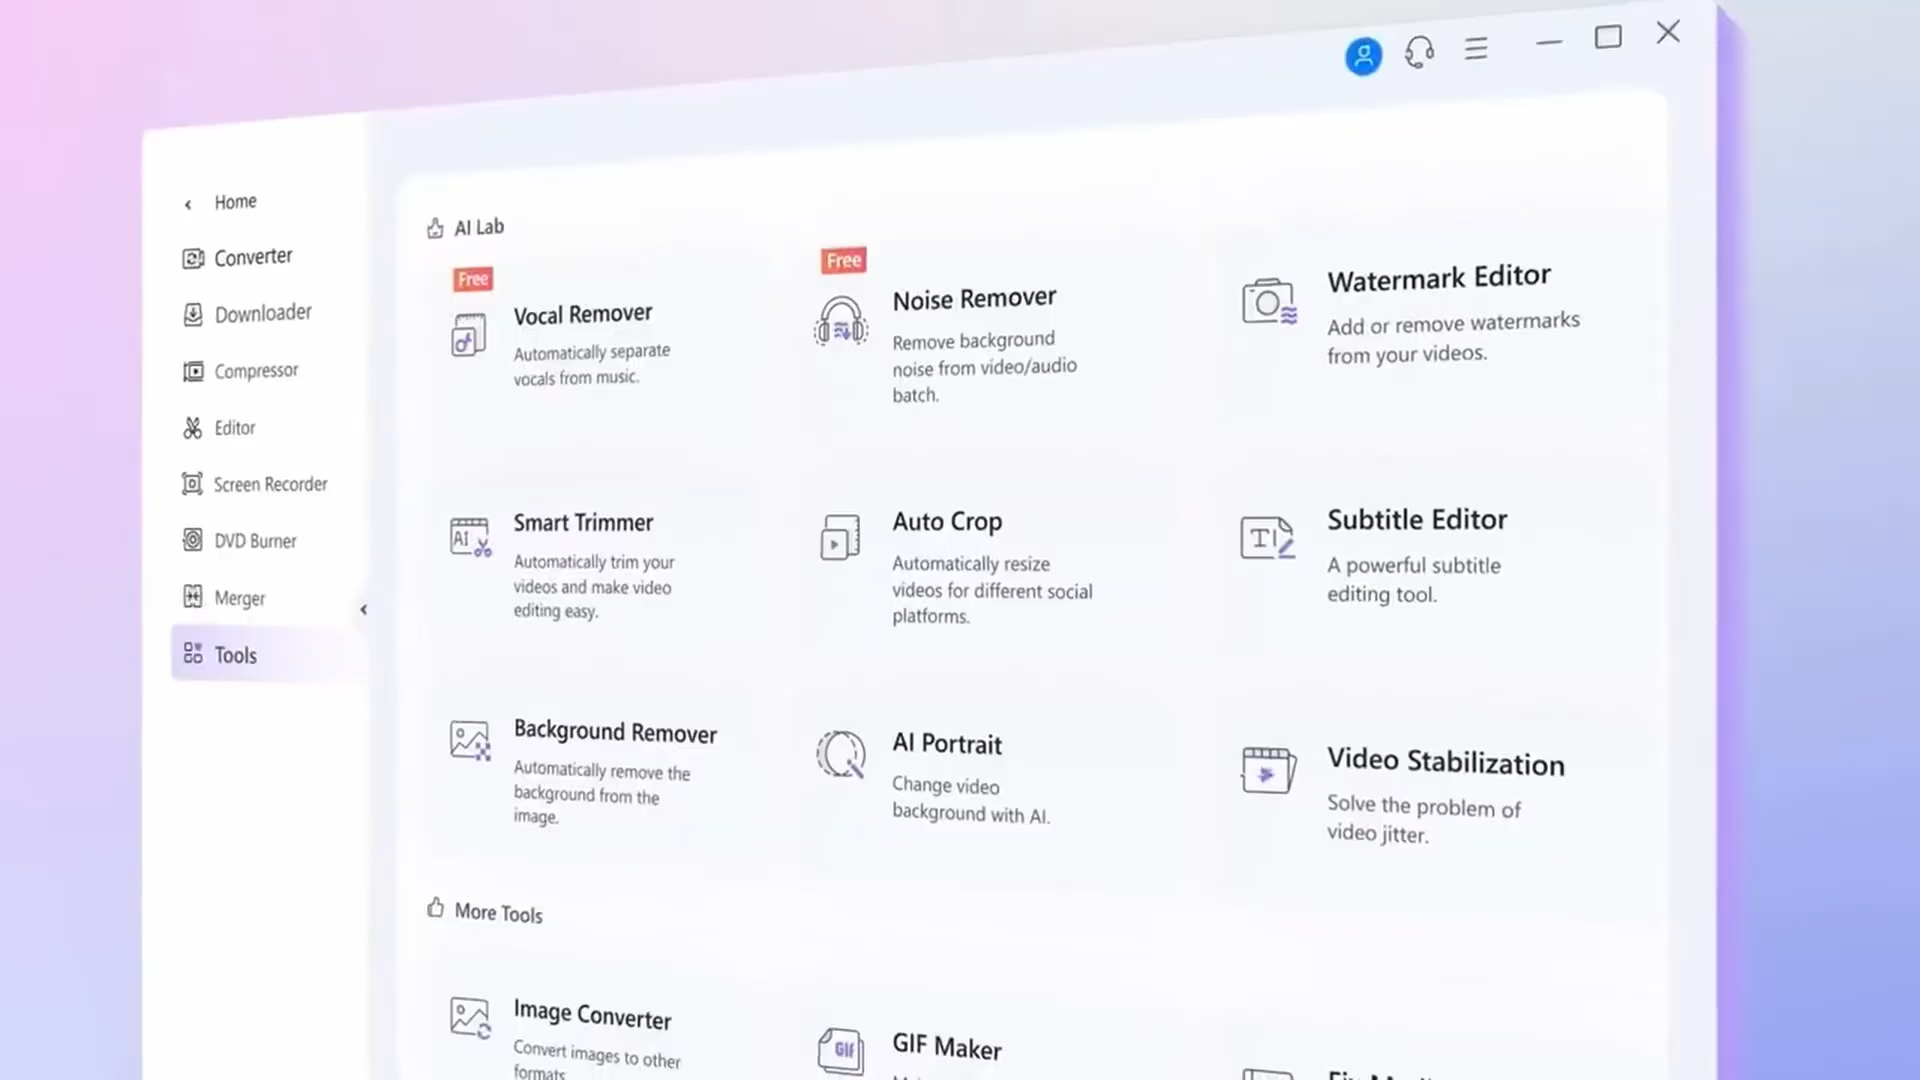 Home
Converter
Downloader
Compressor
Editor
Screen Recorder
DVD Burner
Merger
Tools
AI Lab
Free
Vocal Remover
Automatically separate
vocals from music.
Free
Noise Remover
Remove background
noise from video/audio
batch.
Watermark Editor
Add or remove watermarks
from your videos.
Smart Trimmer
AI
Automatically trim your
videos and make video
editing easy.
Auto Crop
Automatically resize
videos for different social
platforms.
Subtitle Editor
A powerful subtitle
editing tool.
Background Remover
Automatically remove the
background from the
image.
AI Portrait
Change video
background with AI.
Video Stabilization
Solve the problem of
video jitter.
More Tools
Image Converter
Convert images to other
formats
GIF
GIF Maker